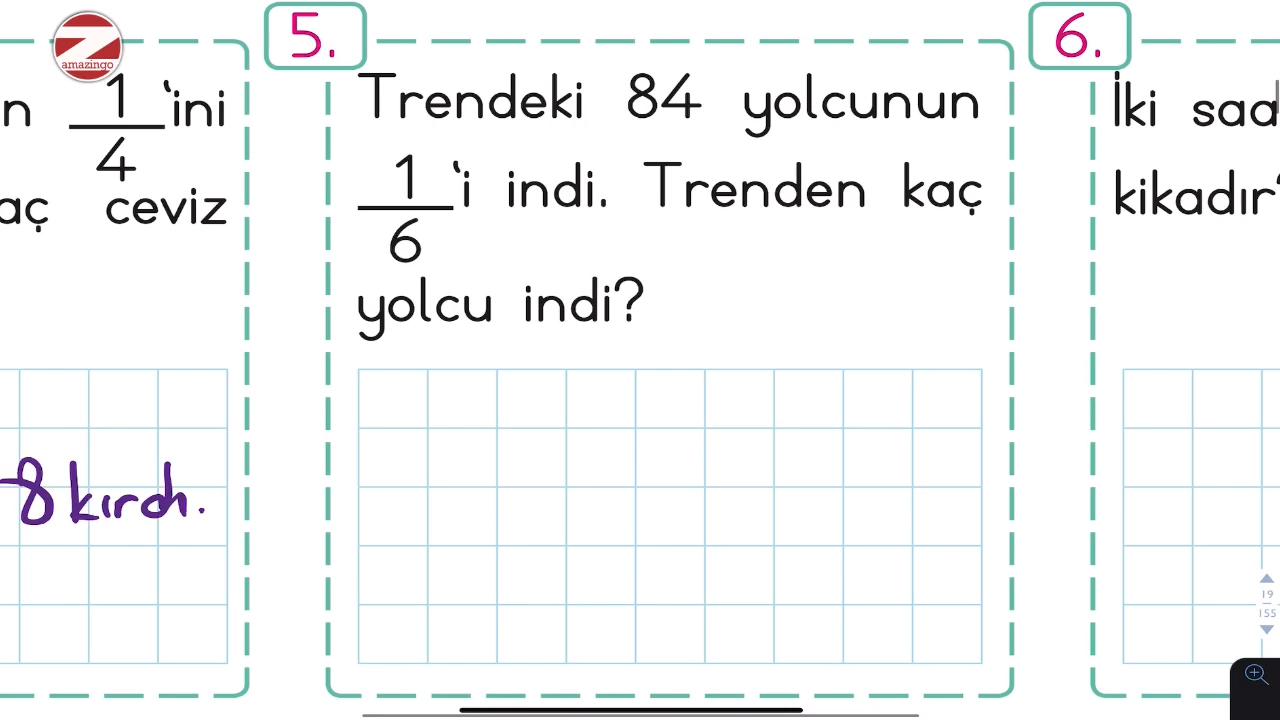 amazingo
n 1/4 'ini
aç ceviz
8 kırdı.
5.
Trendeki 84 yolcunun
1/6 'i indi. Trenden kaç
yolcu indi?
6.
İki saa
kikadır?
19
155